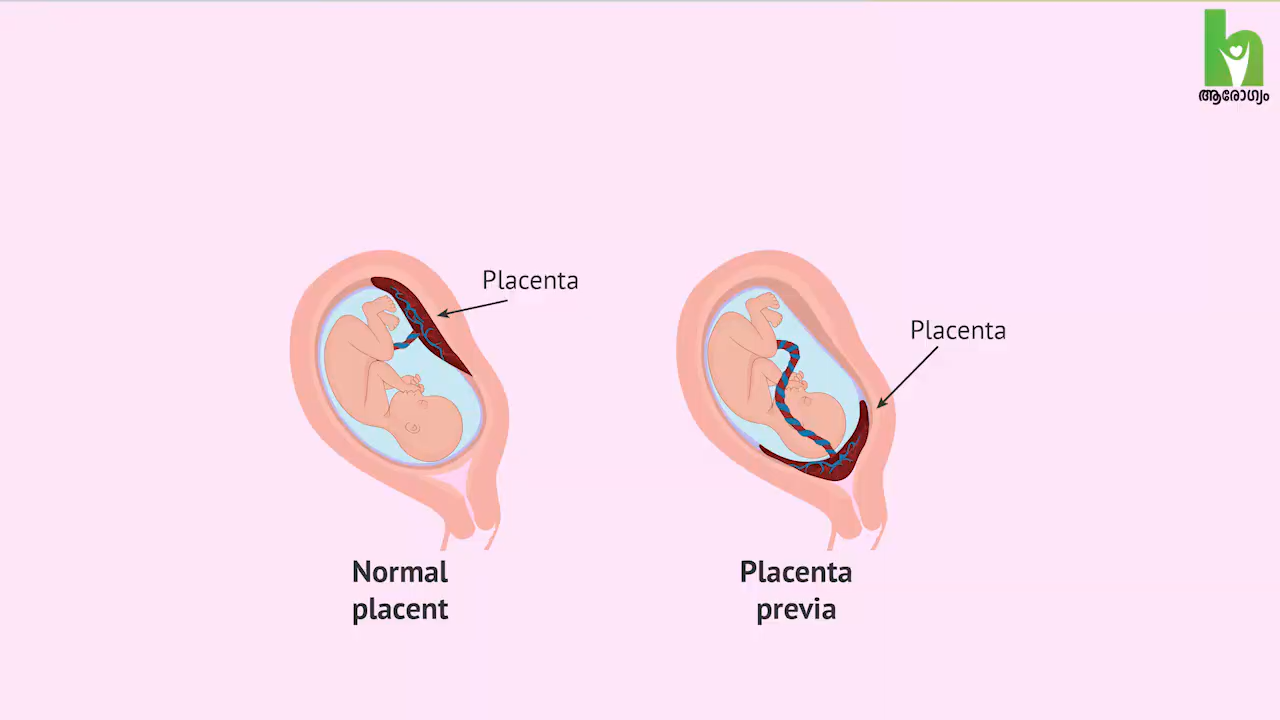 ആരോഗ്യം
Placenta
Placenta
Normal
placent
Placenta
previa